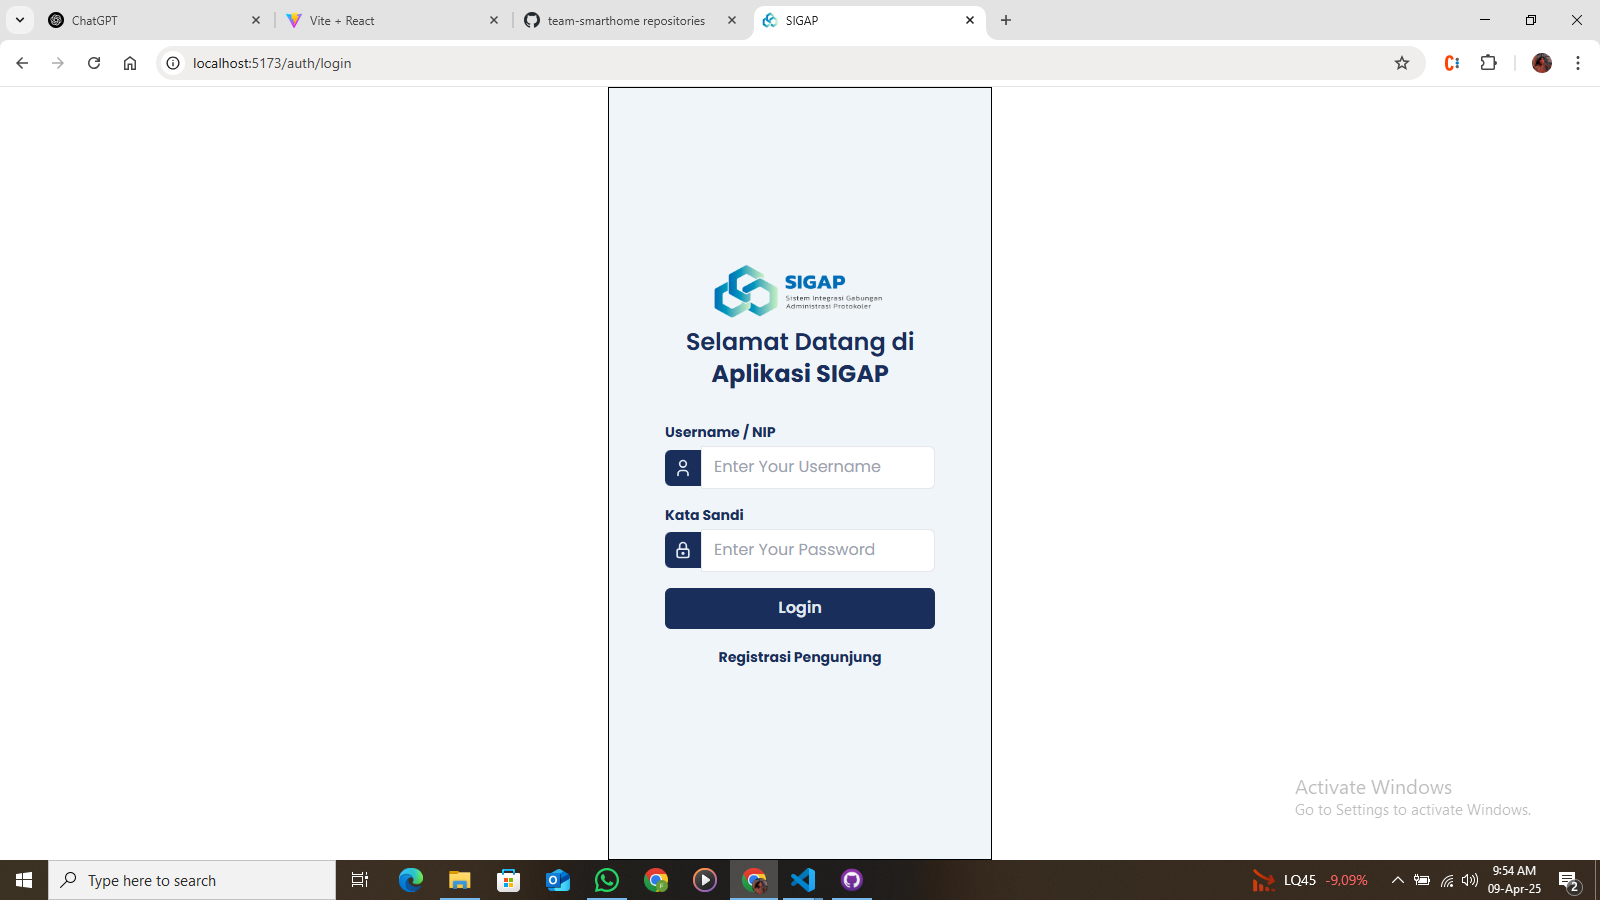 ChatGPT
Vite + React
team-smarthome repositories
SIGAP
localhost:5173/auth/login
SIGAP
Sistem Integrasi Gabungan
Administrasi Protokoler
Selamat Datang di
Aplikasi SIGAP
Username / NIP
Enter Your Username
Kata Sandi
Enter Your Password
Login
Registrasi Pengunjung
Activate Windows
Go to Settings to activate Windows.
Type here to search
LQ45 -9,09%
9:54 AM
09-Apr-25
2